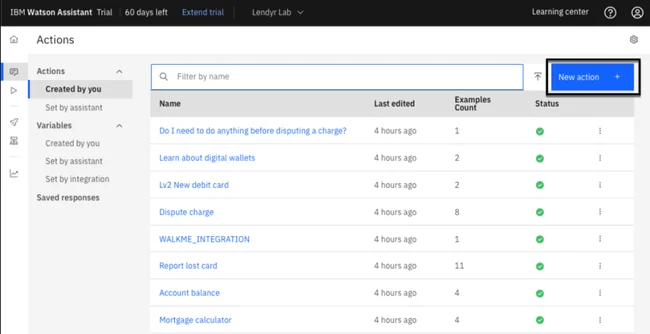 IBM Watson Assistant Trial 60 days left Extend trial Lendyr Lab Learning center
Actions
Actions
Created by you
Set by assistant
Variables
Created by you
Set by assistant
Set by integration
Saved responses
Filter by name
New action +
Name Last edited Examples Count Status
Do I need to do anything before disputing a charge? 4 hours ago 1
Learn about digital wallets 4 hours ago 2
Lv2 New debit card 4 hours ago 2
Dispute charge 4 hours ago 8
WALKME_INTEGRATION 4 hours ago 1
Report lost card 4 hours ago 11
Account balance 4 hours ago 4
Mortgage calculator 4 hours ago 4